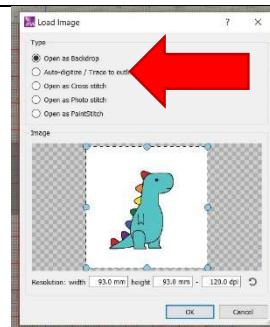 Load Image ? ×
Type
Open as Backdrop
Auto-digitize / Trace to outl
Open as Cross stitch
Open as Photo stitch
Open as PaintStitch
Image
Resolution: width 93.0 mm height 93.0 mm - 120.0 dpi
OK Cancel